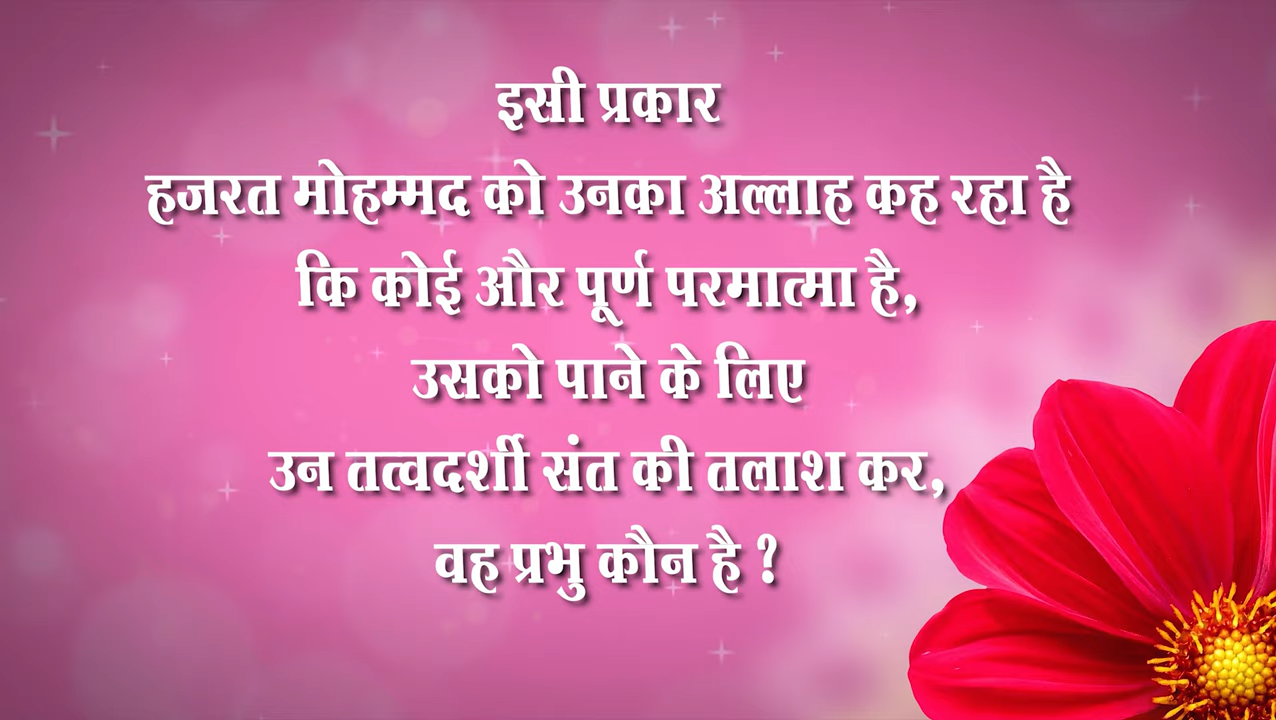 इसी प्रकार
हजरत मोहम्मद को उनका अल्लाह कह रहा है
कि कोई और पूर्ण परमात्मा है,
उसको पाने के लिए
उन तत्वदर्शी संत की तलाश कर,
वह प्रभु कौन है ?